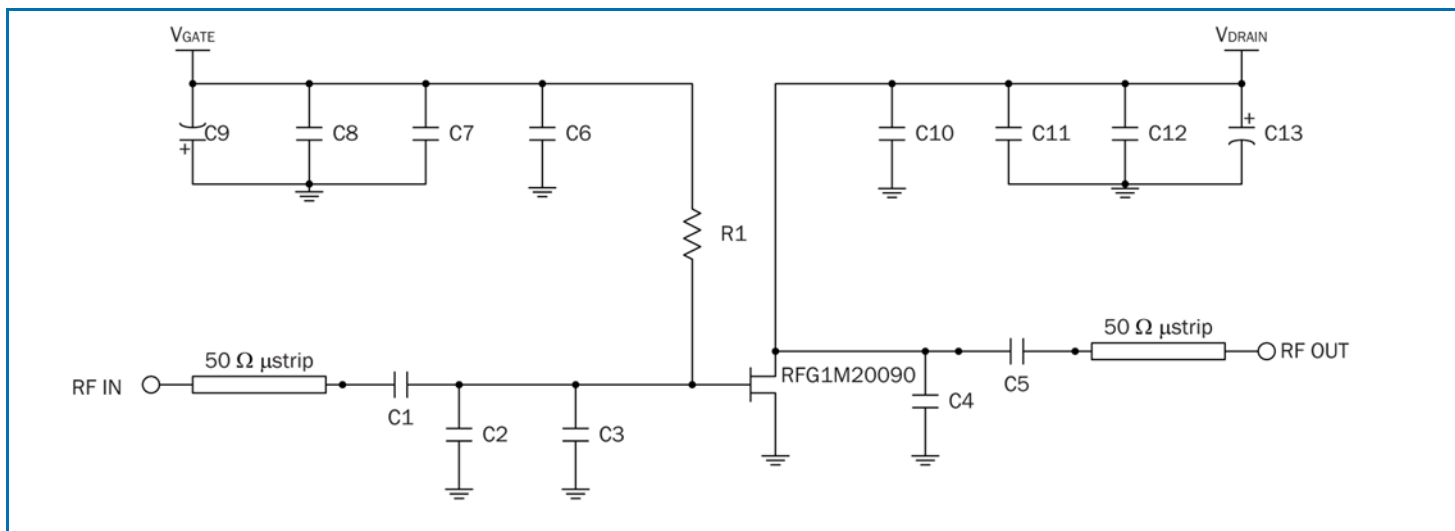 VGATE
VDRAIN
C9
+
C8
C7
C6
C10
C11
C12
+
C13
R1
50 Ω µstrip
RF IN
C1
C2
C3
RFG1M20090
C4
C5
50 Ω µstrip
RF OUT